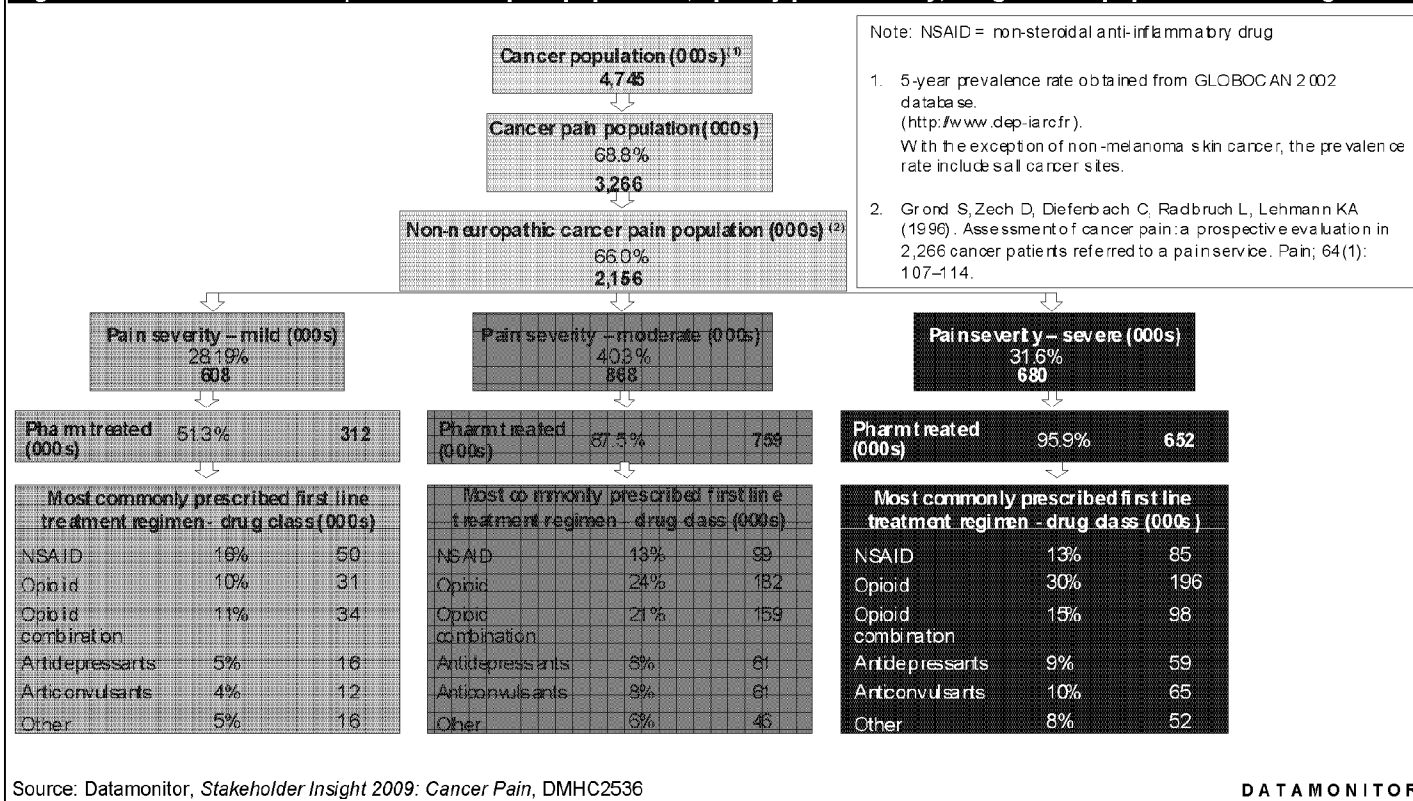 Note: NSAID = non-steroidal anti-inflammatory drug
1. 5-year prevalence rate obtained from GLOBOCAN 2002
database.
(http://www.dep-iarc.fr).
With the exception of non-melanoma skin cancer, the prevalence
rate includes all cancer sites.
2. Grond S, Zech D, Diefenbach C, Radbruch L, Lehmann KA
(1996). Assessment of cancer pain: a prospective evaluation in
2,266 cancer patients referred to a pain service. Pain; 64(1):
107–114.
Cancer population (000s)(1)
4,745
Cancer pain population (000s)
68.8%
3,266
Non-neuropathic cancer pain population (000s) (2)
66.0%
2,156
Pain severity – mild (000s)
28.19%
608
Pharm treated
(000s)
51.3% 312
Most commonly prescribed first line
treatment regimen - drug class (000s)
NSAID 16% 50
Opioid 10% 31
Opioid 11% 34
combination
Antidepressants 5% 16
Anticonvulsants 4% 12
Other 5% 16
Pain severity – moderate (000s)
40.3%
868
Pharm treated
(000s)
87.5% 759
Most commonly prescribed first line
treatment regimen - drug class (000s)
NSAID 13% 99
Opioid 24% 182
Opioid 21% 159
combination
Antidepressants 8% 61
Anticonvulsants 8% 61
Other 6% 46
Pain severity – severe (000s)
31.6%
680
Pharm treated
(000s)
95.9% 652
Most commonly prescribed first line
treatment regimen - drug class (000s)
NSAID 13% 85
Opioid 30% 196
Opioid 15% 98
combination
Antidepressants 9% 59
Anticonvulsants 10% 65
Other 8% 52
Source: Datamonitor, Stakeholder Insight 2009: Cancer Pain, DMHC2536
DATAMONITOR